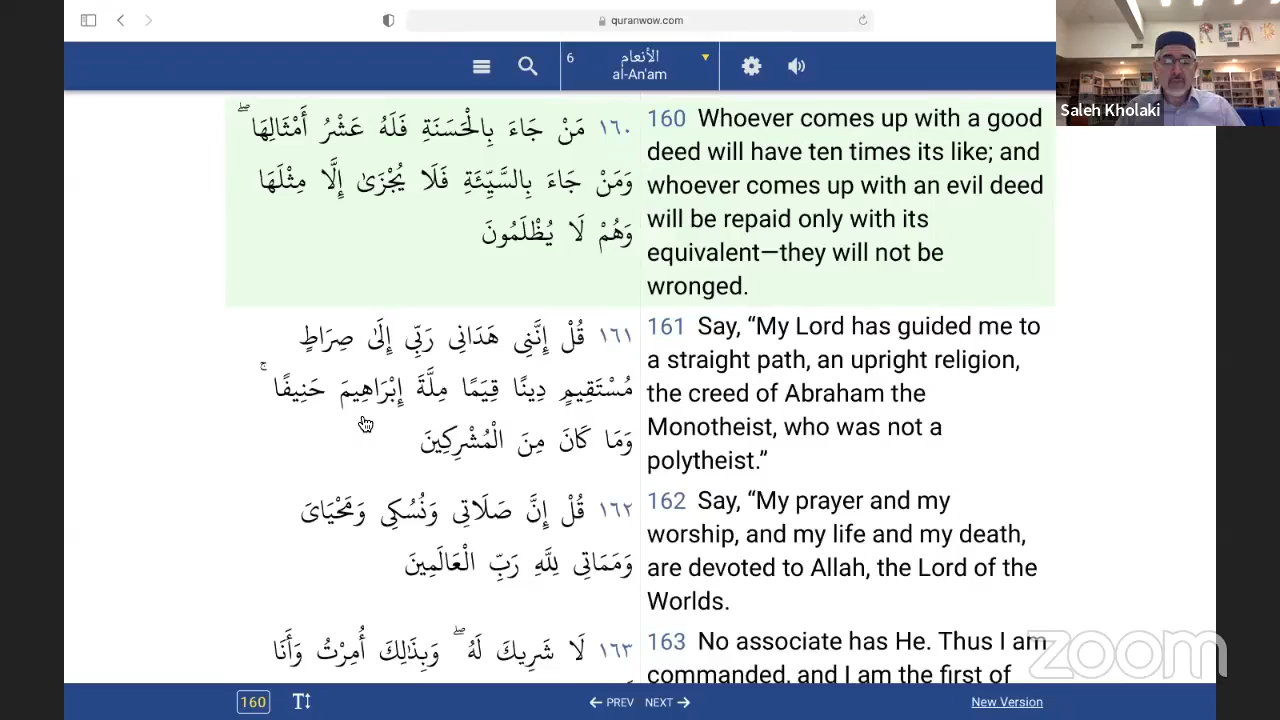 quranwow.com
6
الأنعام
al-An'am
REA
Saleh Kholaki
١٦٠ مَنْ جَاءَ بِالْحَسَنَةِ فَلَهُ عَشْرُ أَمْثَالِهَا ۖ
وَمَنْ جَاءَ بِالسَّيِّئَةِ فَلَا يُجْزَىٰ إِلَّا مِثْلَهَا
وَهُمْ لَا يُظْلَمُونَ
160 Whoever comes up with a good
deed will have ten times its like; and
whoever comes up with an evil deed
will be repaid only with its
equivalent—they will not be
wronged.
١٦١ قُلْ إِنَّنِى هَدَانِى رَبِّى إِلَىٰ صِرَاطٍ
مُسْتَقِيمٍ دِينًا قِيَمًا مِلَّةَ إِبْرَاهِيمَ حَنِيفًا ۚ
وَمَا كَانَ مِنَ الْمُشْرِكِينَ
161 Say, “My Lord has guided me to
a straight path, an upright religion,
the creed of Abraham the
Monotheist, who was not a
polytheist.”
١٦٢ قُلْ إِنَّ صَلَاتِى وَنُسُكِى وَمَحْيَاىَ
وَمَمَاتِى لِلَّهِ رَبِّ الْعَالَمِينَ
162 Say, “My prayer and my
worship, and my life and my death,
are devoted to Allah, the Lord of the
Worlds.
١٦٣ لَا شَرِيكَ لَهُ ۖ وَبِذَالِكَ أُمِرْتُ وَأَنَا
163 No associate has He. Thus I am
commanded, and I am the first of
zoom
160 T
PREV NEXT
New Version